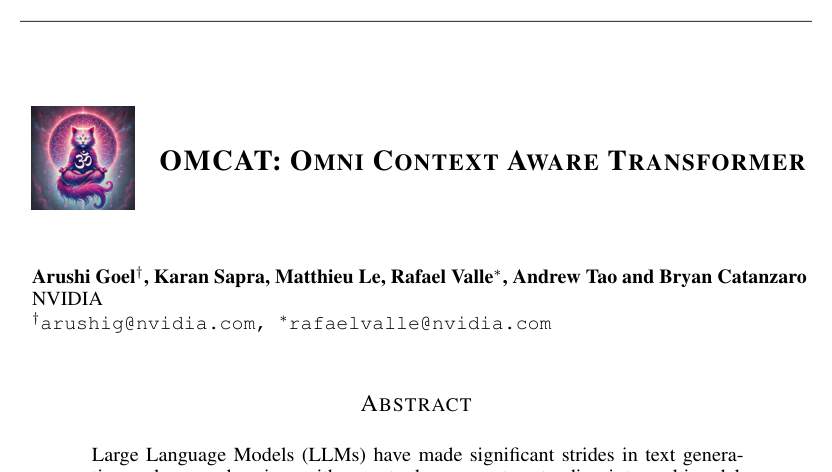 ॐ
OMCAT: OMNI CONTEXT AWARE TRANSFORMER
Arushi Goel†, Karan Sapra, Matthieu Le, Rafael Valle*, Andrew Tao and Bryan Catanzaro
NVIDIA
†arushig@nvidia.com, *rafaelvalle@nvidia.com
ABSTRACT
Large Language Models (LLMs) have made significant strides in text genera-